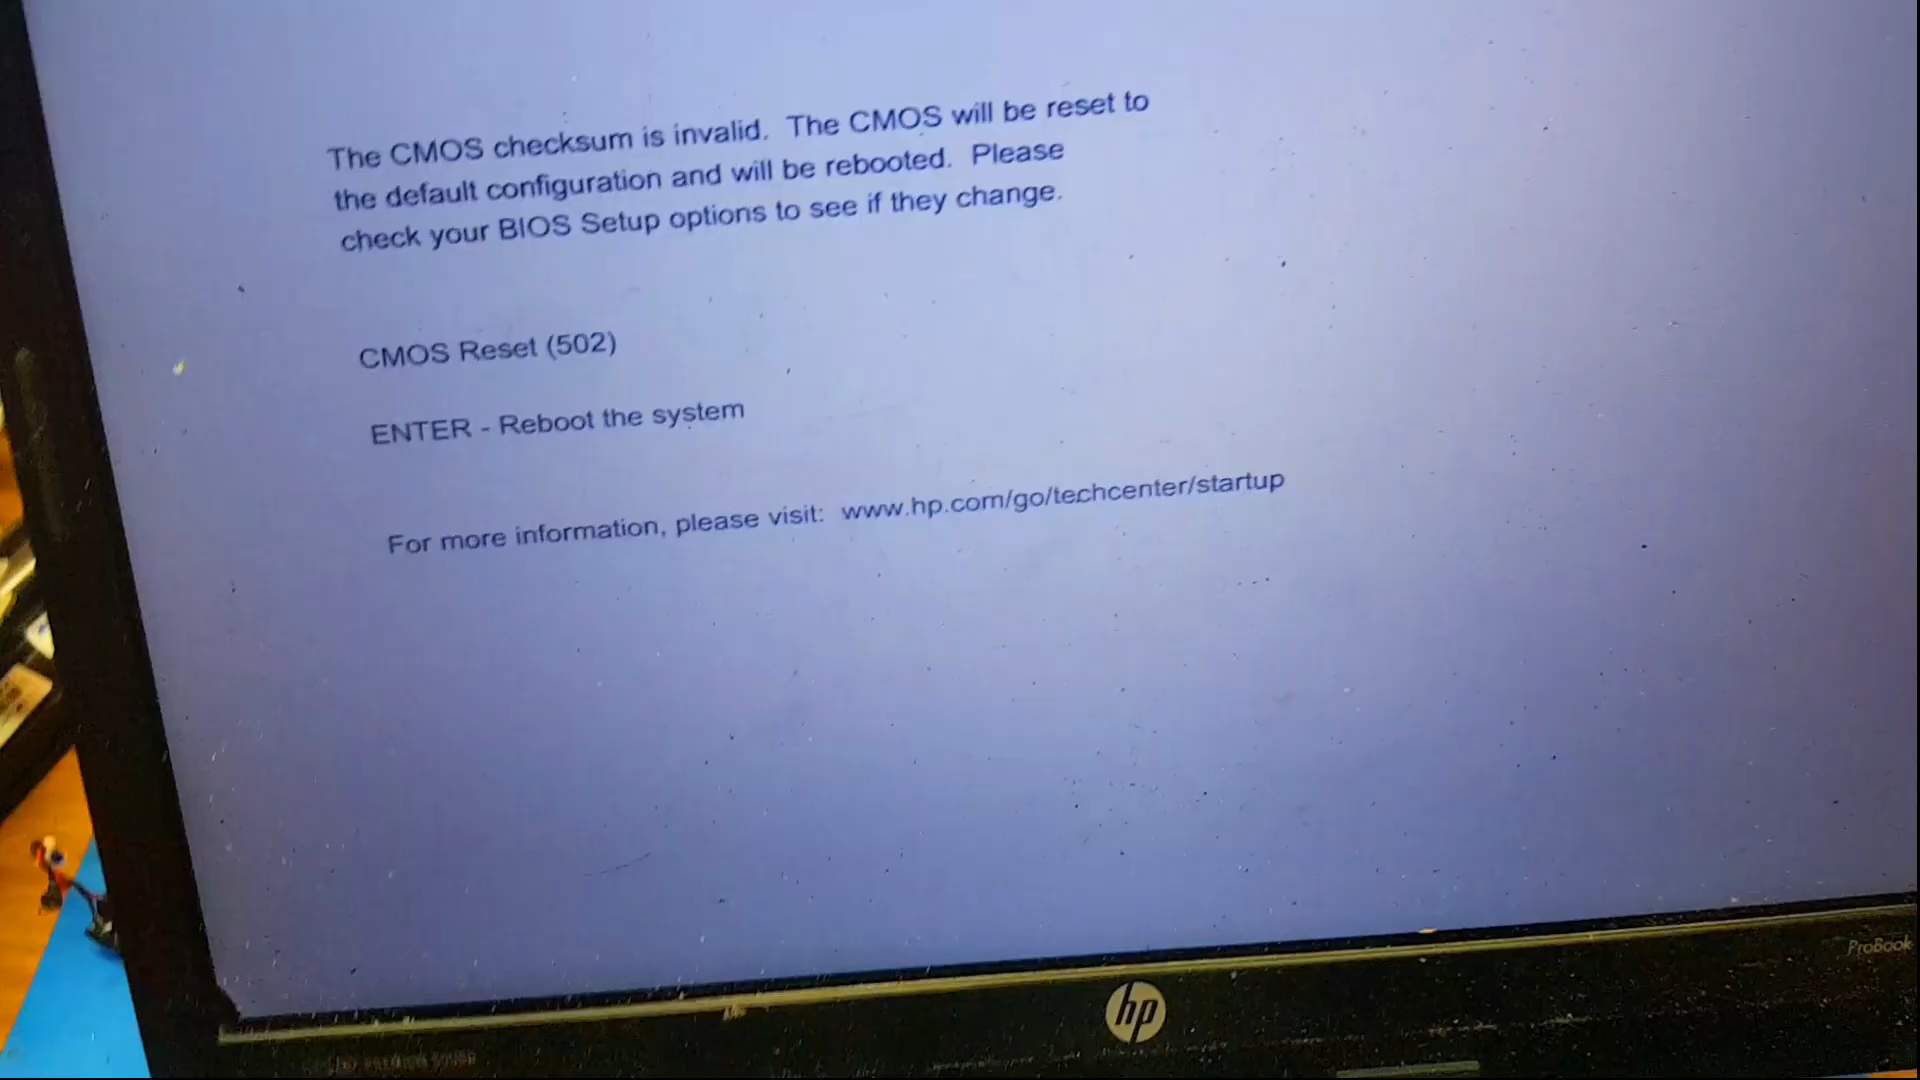 The CMOS checksum is invalid. The CMOS will be reset to
the default configuration and will be rebooted. Please
check your BIOS Setup options to see if they change.
CMOS Reset (502)
ENTER - Reboot the system
For more information, please visit: www.hp.com/go/techcenter/startup
ProBook
hp